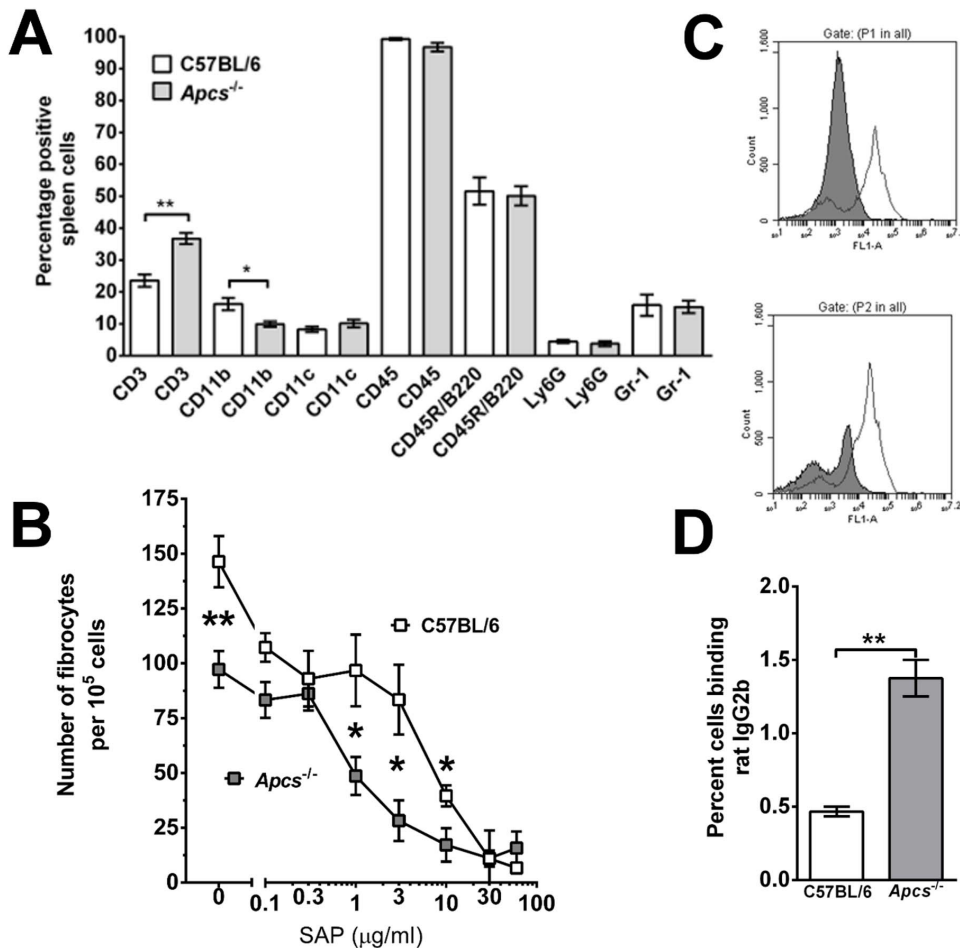 A
Percentage positive
spleen cells
100
90
80
70
60
50
40
30
20
10
0
C57BL/6
Apcs-/-
**
*
CD3
CD3
CD11b
CD11b
CD11c
CD11c
CD45
CD45
CD45R/B220
CD45R/B220
Ly6G
Ly6G
Gr-1
Gr-1
B
Number of fibrocytes
per 10⁵ cells
175
150
125
100
75
50
25
0
**
*
*
*
C57BL/6
Apcs-/-
0
0.1
0.3
1
3
10
30
100
SAP (μg/ml)
C
Gate: (P1 in all)
Count
1,600
1,000
500
0
FL1-A
Gate: (P2 in all)
Count
1,600
1,000
500
0
FL1-A
D
Percent cells binding
rat IgG2b
2.0
1.5
1.0
0.5
0.0
**
C57BL/6
Apcs-/-